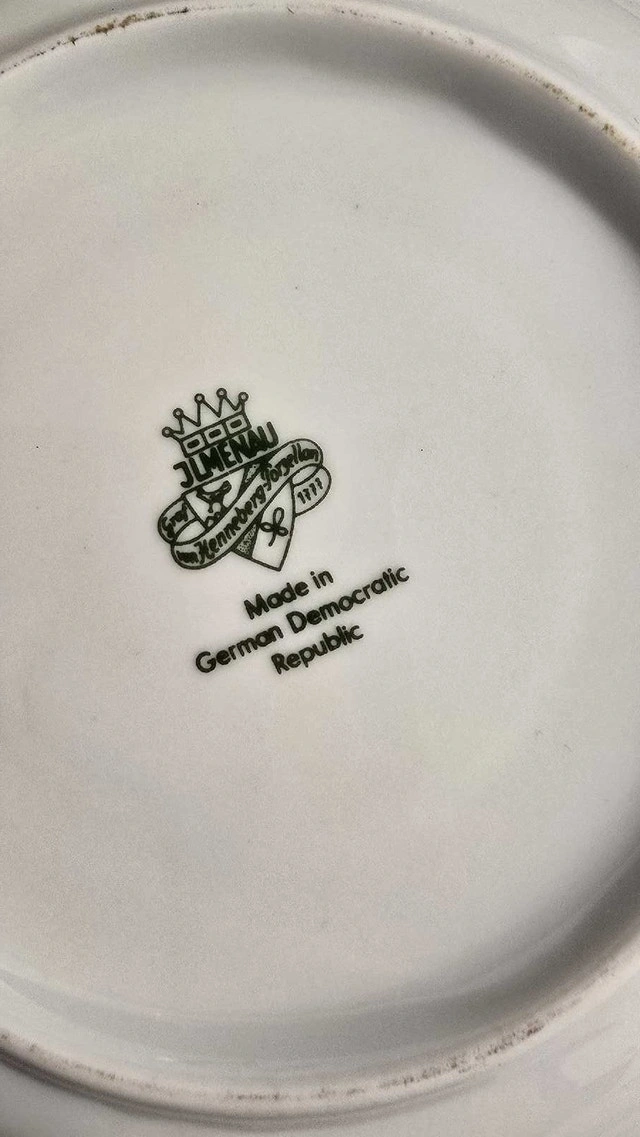 JLMENAU
Graf
von Henneberg Porzellan
1777
Made in
German Democratic
Republic